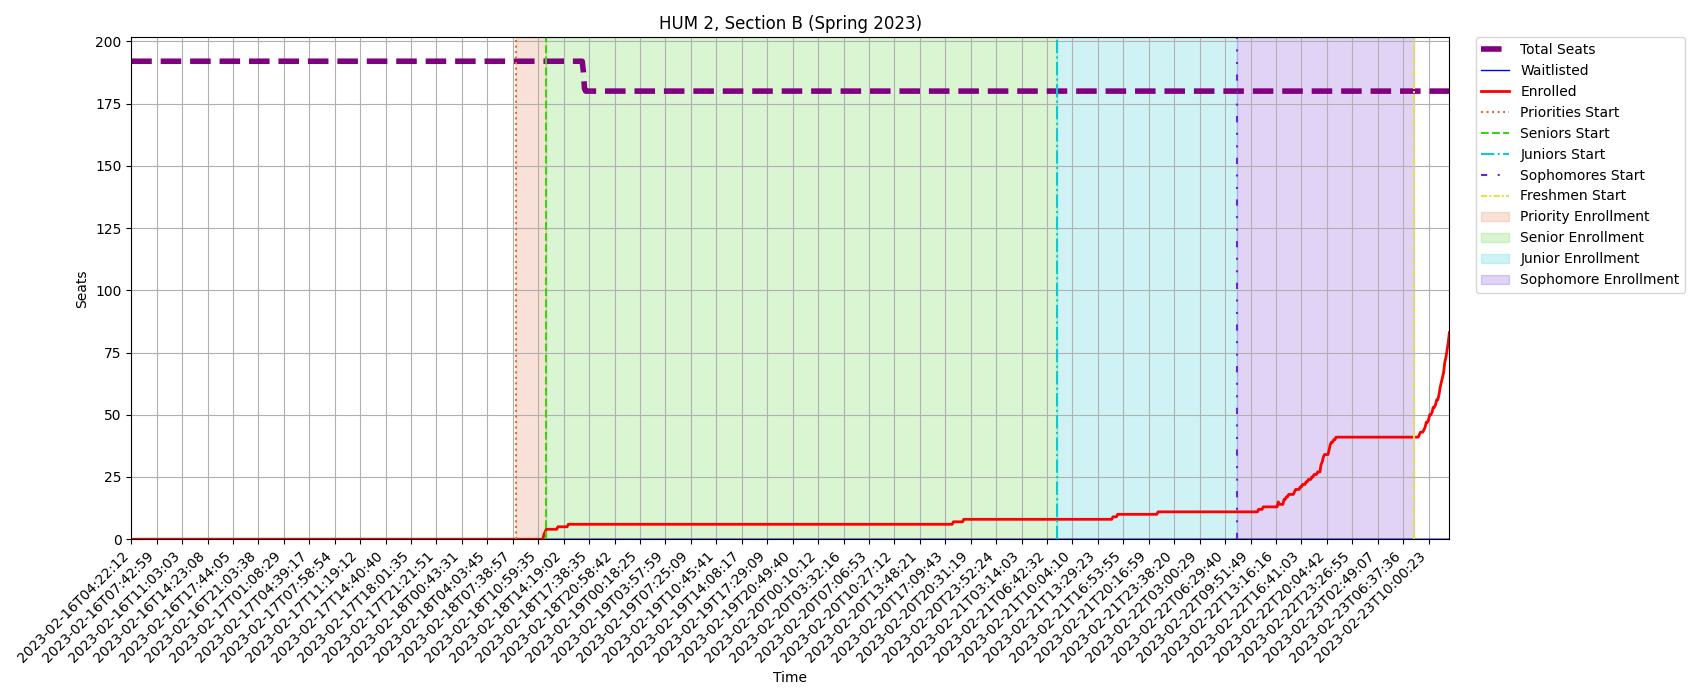 HUM 2, Section B (Spring 2023)
200
175
150
125
100
75
50
25
0
Seats
2023-02-16T04:22:12
2023-02-16T07:42:59
2023-02-16T11:03:03
2023-02-16T14:23:08
2023-02-16T17:44:05
2023-02-16T21:03:38
2023-02-17T01:08:29
2023-02-17T04:39:17
2023-02-17T07:58:54
2023-02-17T11:19:12
2023-02-17T14:40:40
2023-02-17T18:01:35
2023-02-17T21:21:51
2023-02-18T00:43:31
2023-02-18T04:03:45
2023-02-18T07:38:57
2023-02-18T10:59:35
2023-02-18T14:19:02
2023-02-18T17:38:35
2023-02-18T20:58:42
2023-02-19T00:18:25
2023-02-19T03:57:59
2023-02-19T07:25:09
2023-02-19T10:45:41
2023-02-19T14:08:17
2023-02-19T17:29:09
2023-02-19T20:49:40
2023-02-20T00:10:12
2023-02-20T03:32:16
2023-02-20T07:06:53
2023-02-20T10:27:12
2023-02-20T13:48:21
2023-02-20T17:09:43
2023-02-20T20:31:19
2023-02-20T23:52:24
2023-02-21T03:14:03
2023-02-21T06:42:32
2023-02-21T10:04:10
2023-02-21T13:29:23
2023-02-21T16:53:55
2023-02-21T20:16:59
2023-02-21T23:38:20
2023-02-22T03:00:29
2023-02-22T06:29:40
2023-02-22T09:51:49
2023-02-22T13:16:16
2023-02-22T16:41:03
2023-02-22T20:04:42
2023-02-22T23:26:55
2023-02-23T02:49:07
2023-02-23T06:37:36
2023-02-23T10:00:23
Time
Total Seats
Waitlisted
Enrolled
Priorities Start
Seniors Start
Juniors Start
Sophomores Start
Freshmen Start
Priority Enrollment
Senior Enrollment
Junior Enrollment
Sophomore Enrollment